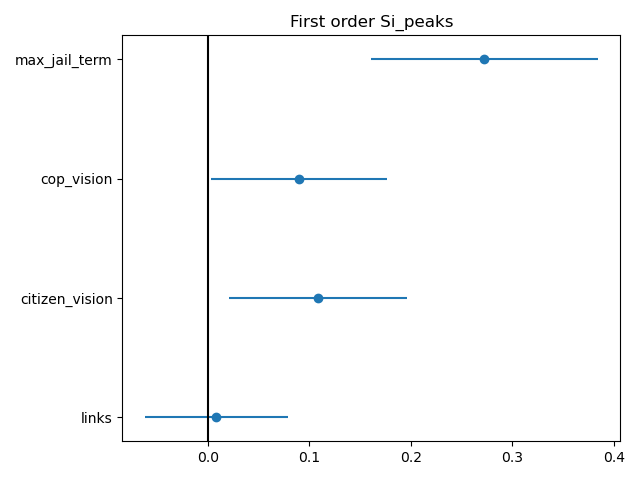 First order Si_peaks
max_jail_term
cop_vision
citizen_vision
links
0.0 0.1 0.2 0.3 0.4